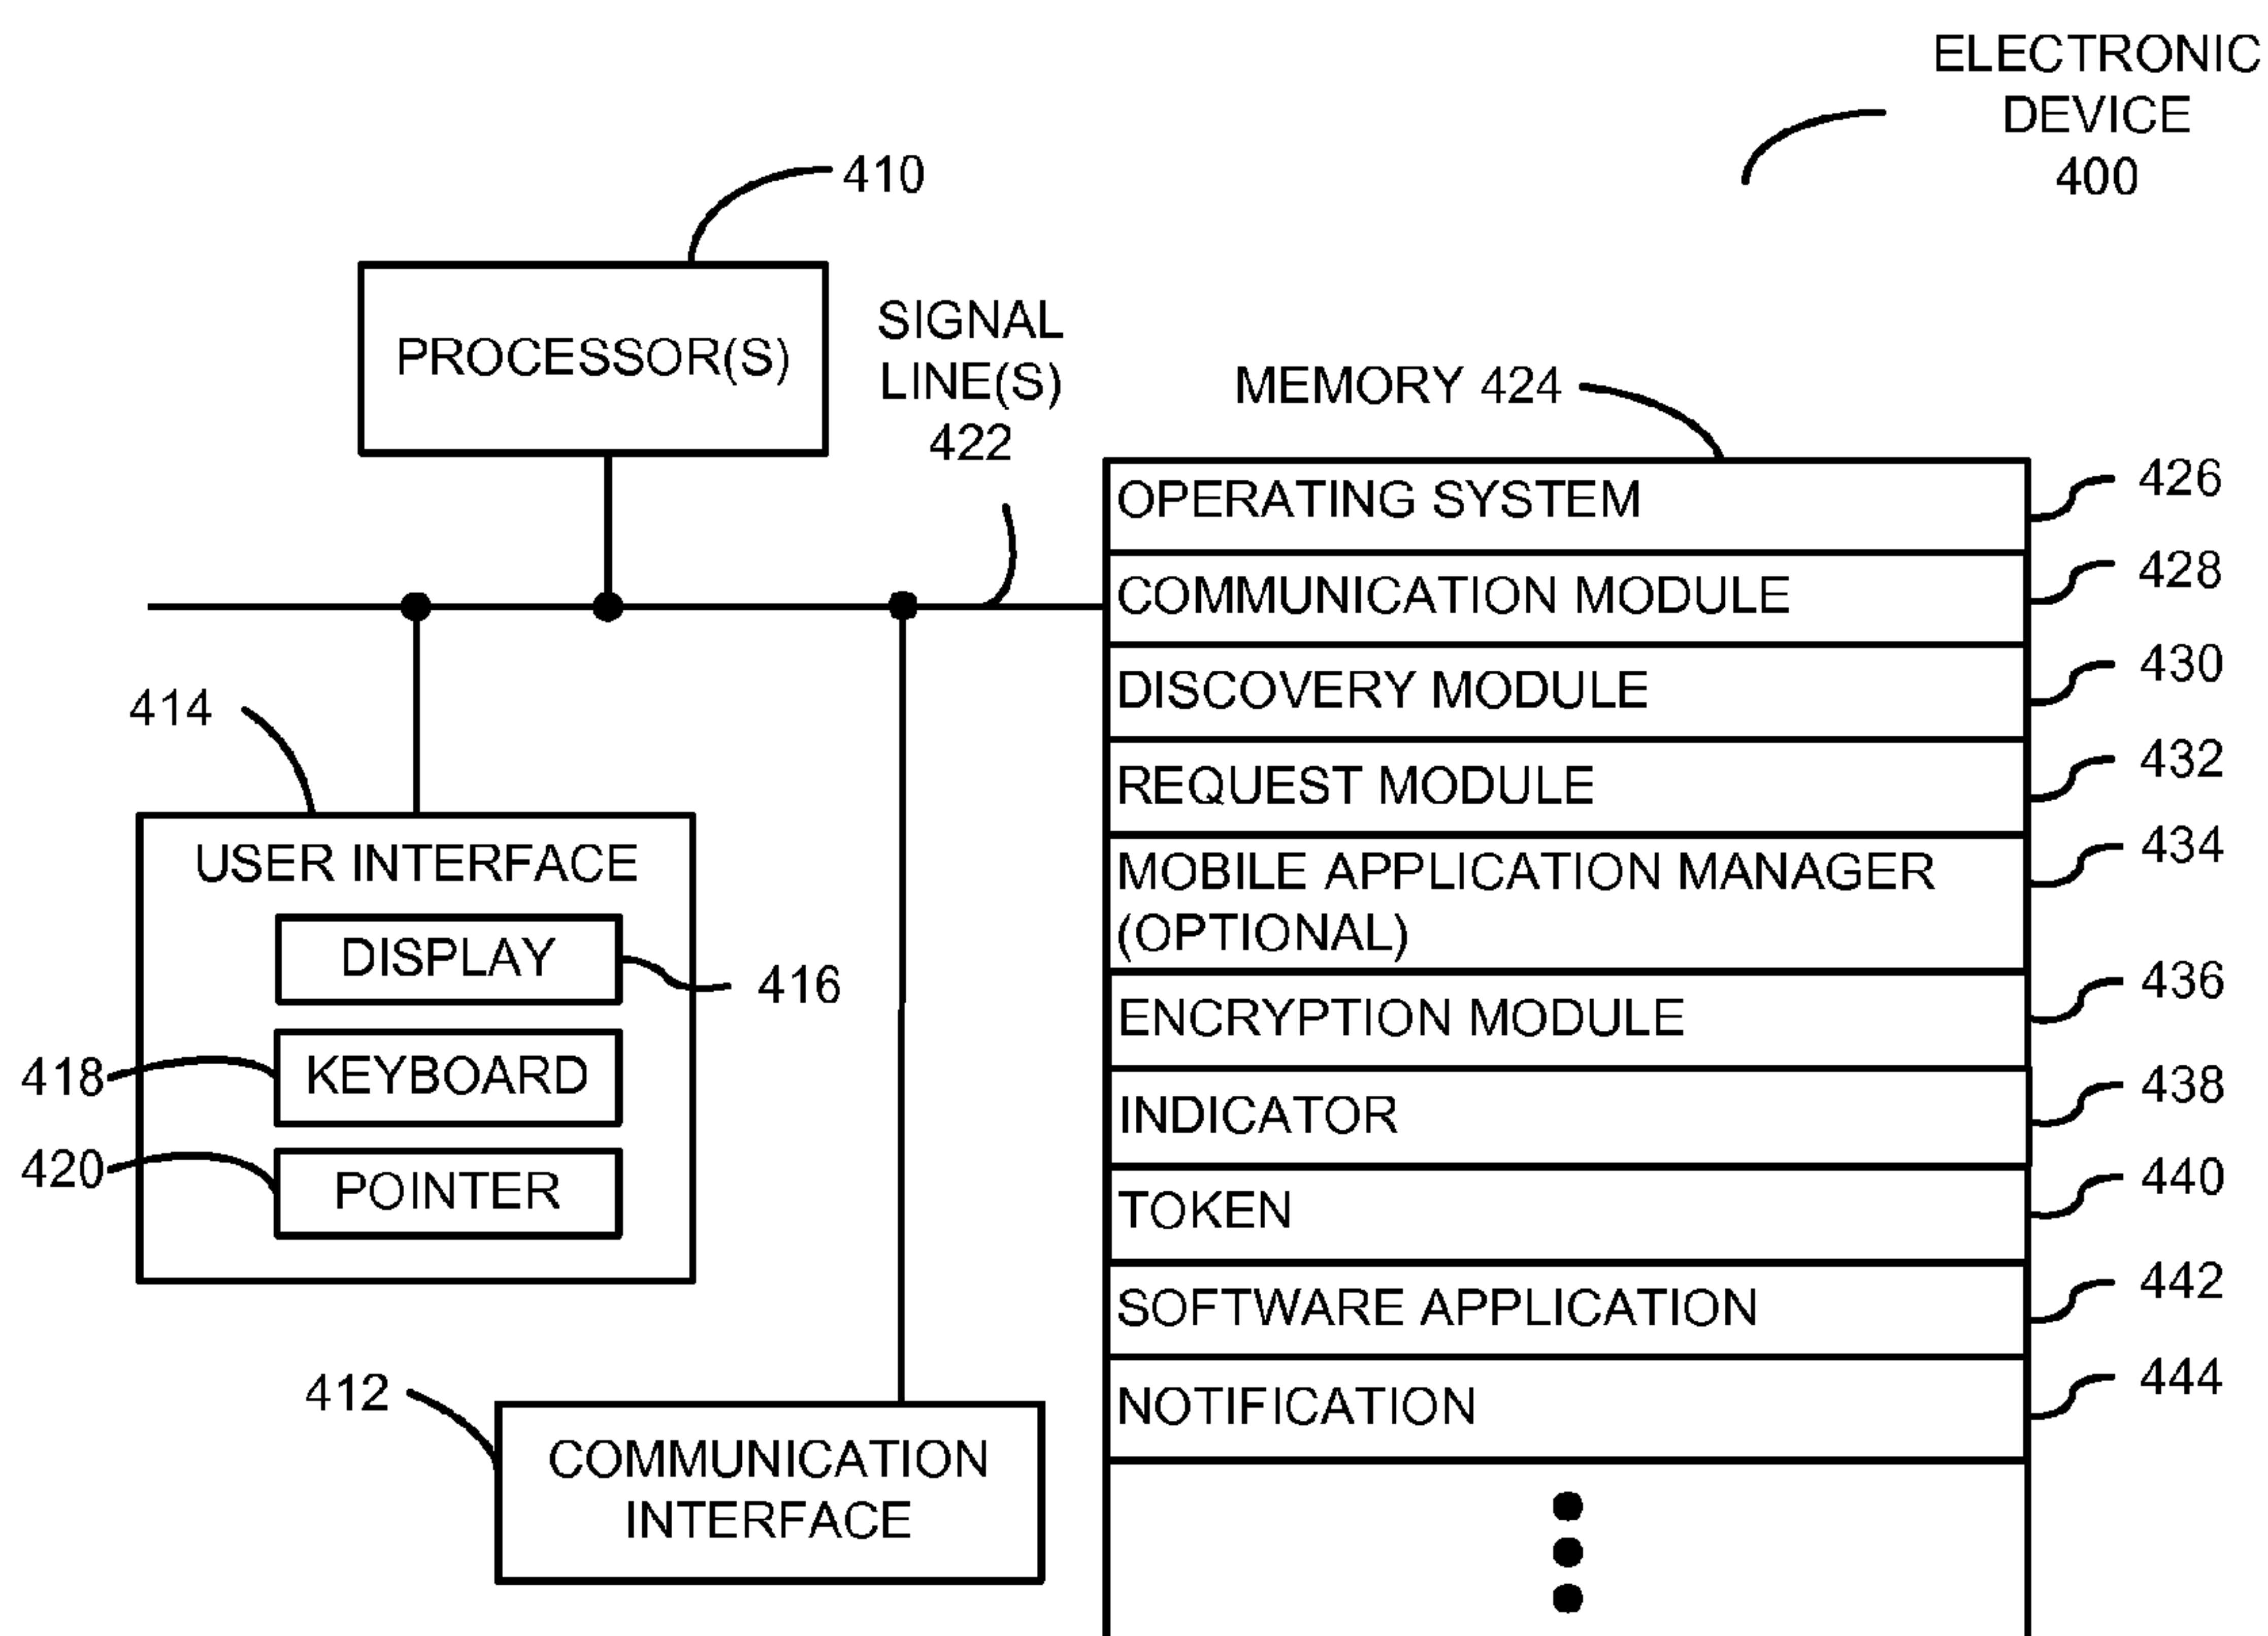 ELECTRONIC
DEVICE
400
410
PROCESSOR(S)
SIGNAL
LINE(S)
422
MEMORY 424
OPERATING SYSTEM
426
COMMUNICATION MODULE
428
DISCOVERY MODULE
430
REQUEST MODULE
432
MOBILE APPLICATION MANAGER
(OPTIONAL)
434
ENCRYPTION MODULE
436
INDICATOR
438
TOKEN
440
SOFTWARE APPLICATION
442
NOTIFICATION
444
414
USER INTERFACE
DISPLAY
416
418
KEYBOARD
420
POINTER
412
COMMUNICATION
INTERFACE